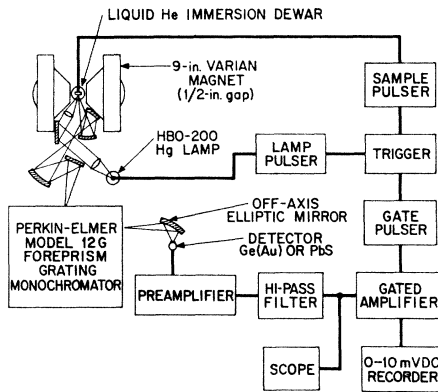 LIQUID He IMMERSION DEWAR
9-in. VARIAN
MAGNET
(1/2-in. gap)
SAMPLE
PULSER
HBO-200
Hg LAMP
LAMP
PULSER
TRIGGER
OFF-AXIS
ELLIPTIC MIRROR
GATE
PULSER
PERKIN-ELMER
MODEL 12G
FOREPRISM
GRATING
MONOCHROMATOR
DETECTOR
Ge(Au) OR PbS
PREAMPLIFIER
HI-PASS
FILTER
GATED
AMPLIFIER
SCOPE
0-10 mVDC
RECORDER